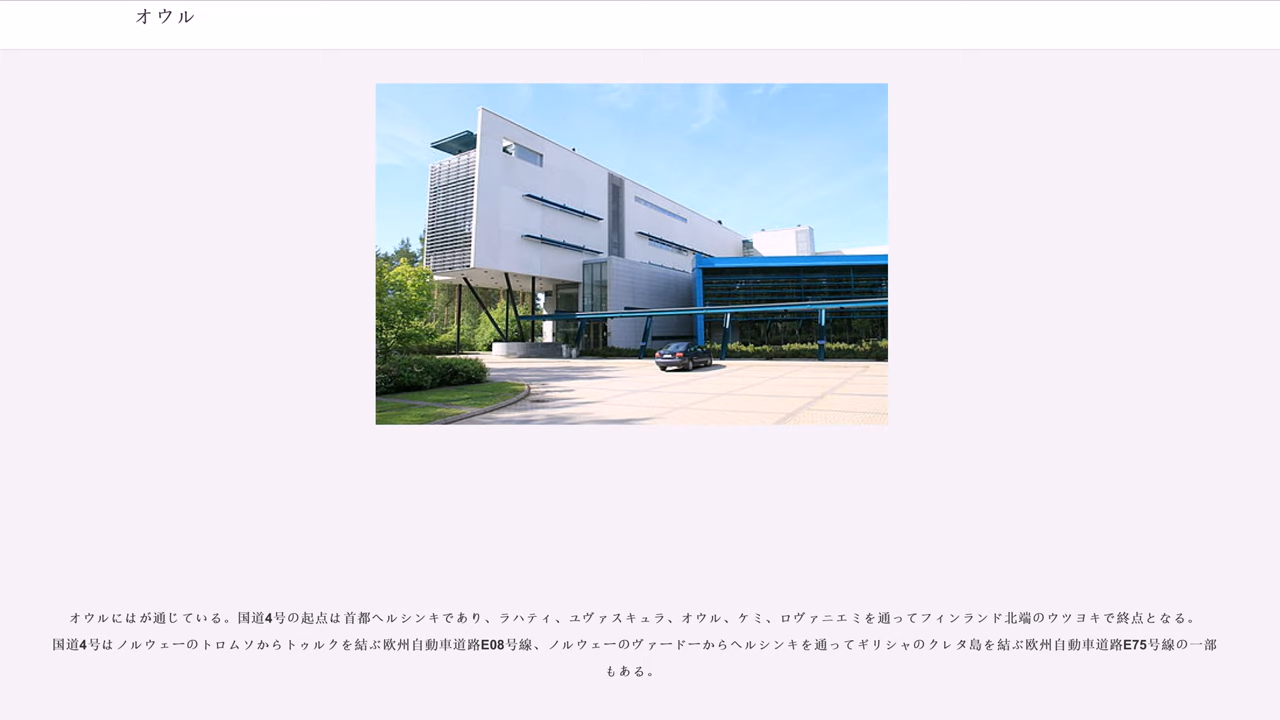 オウル
オウルにはが通じている。国道4号の起点は首都ヘルシンキであり、ラハティ、ユヴァスキュラ、オウル、ケミ、ロヴァニエミを通ってフィンランド北端のウツヨキで終点となる。
国道4号はノルウェーのトロムソからトゥルクを結ぶ欧州自動車道路E08号線、ノルウェーのヴァードーからヘルシンキを通ってギリシャのクレタ島を結ぶ欧州自動車道路E75号線の一部
もある。